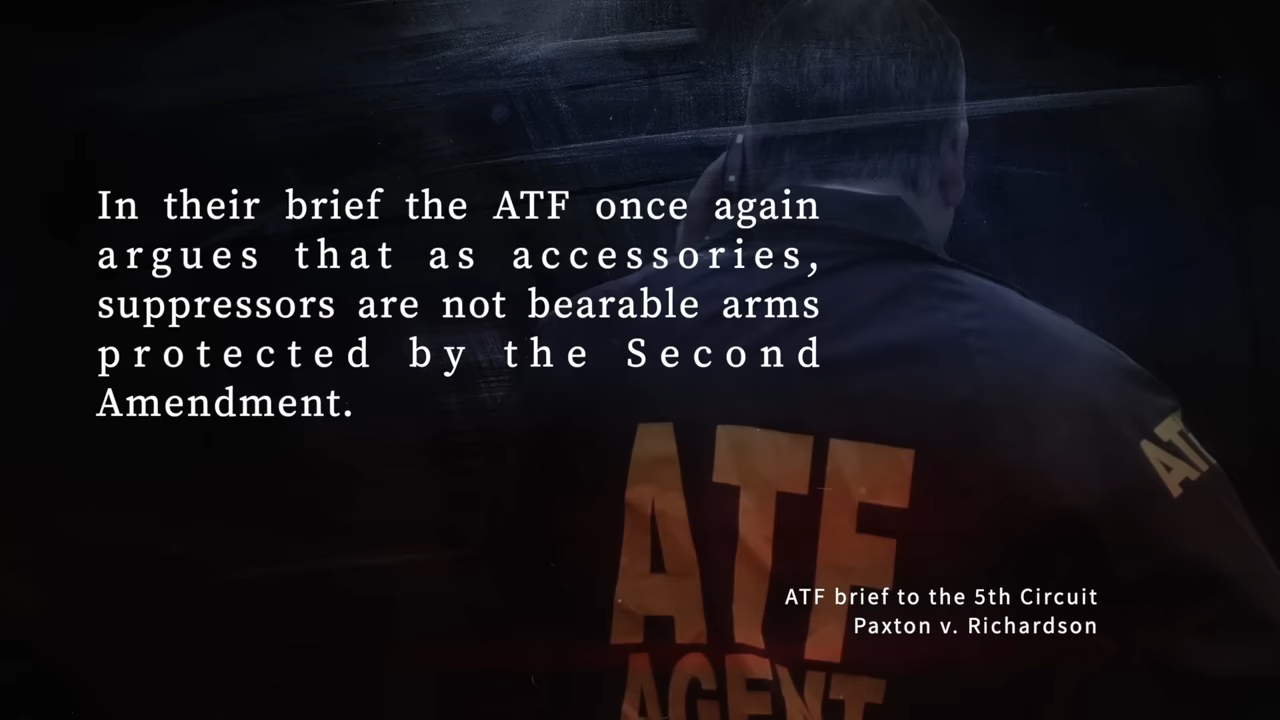 In their brief the ATF once again
argues that as accessories,
suppressors are not bearable arms
protected by the Second
Amendment.
ATF
ATF
AGENT
ATF brief to the 5th Circuit
Paxton v. Richardson